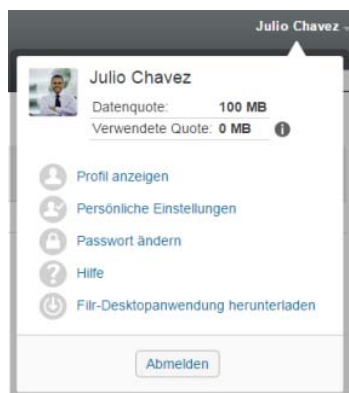 Julio Chavez
Julio Chavez
Datenquote: 100 MB
Verwendete Quote: 0 MB
Profil anzeigen
Persönliche Einstellungen
Passwort ändern
Hilfe
Filr-Desktopanwendung herunterladen
Abmelden